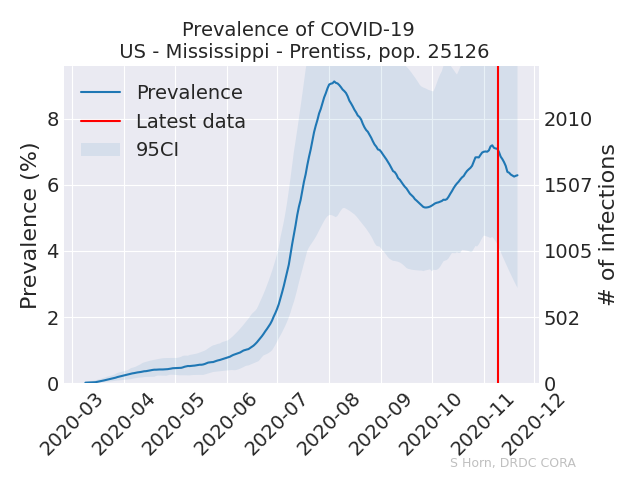 Prevalence of COVID-19
US - Mississippi - Prentiss, pop. 25126
Prevalence
Latest data
95CI
Prevalence (%)
8
6
4
2
0
2010
1507
1005
502
0
# of infections
2020-03
2020-04
2020-05
2020-06
2020-07
2020-08
2020-09
2020-10
2020-11
2020-12
S Horn, DRDC CORA